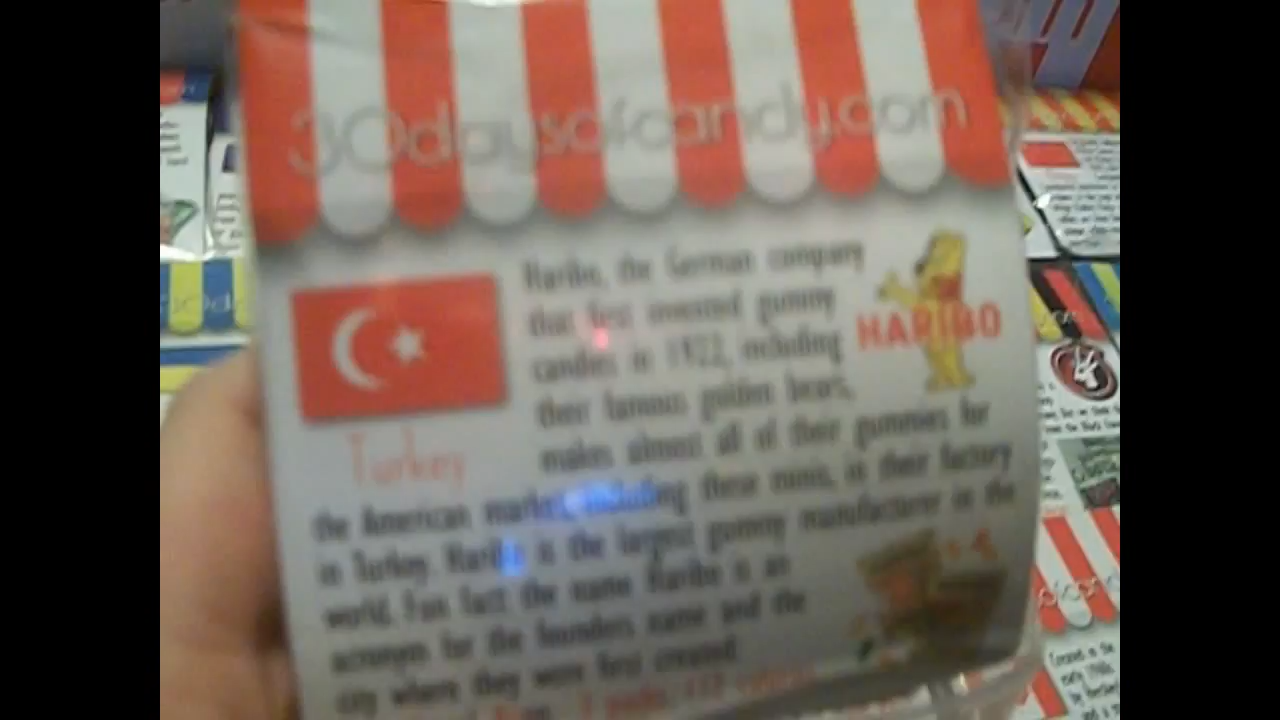 30daysofcandy.com
Haribo, the German company
that first invented gummy
candies in 1922, including
their famous golden bears,
makes almost all of their gummies for
the American market, including these minis, in their factory
in Turkey. Haribo is the largest gummy manufacturer in the
world. Fun fact: the name Haribo is an
acronym for the founders name and the
city where they were first created.
HARIBO
Turkey